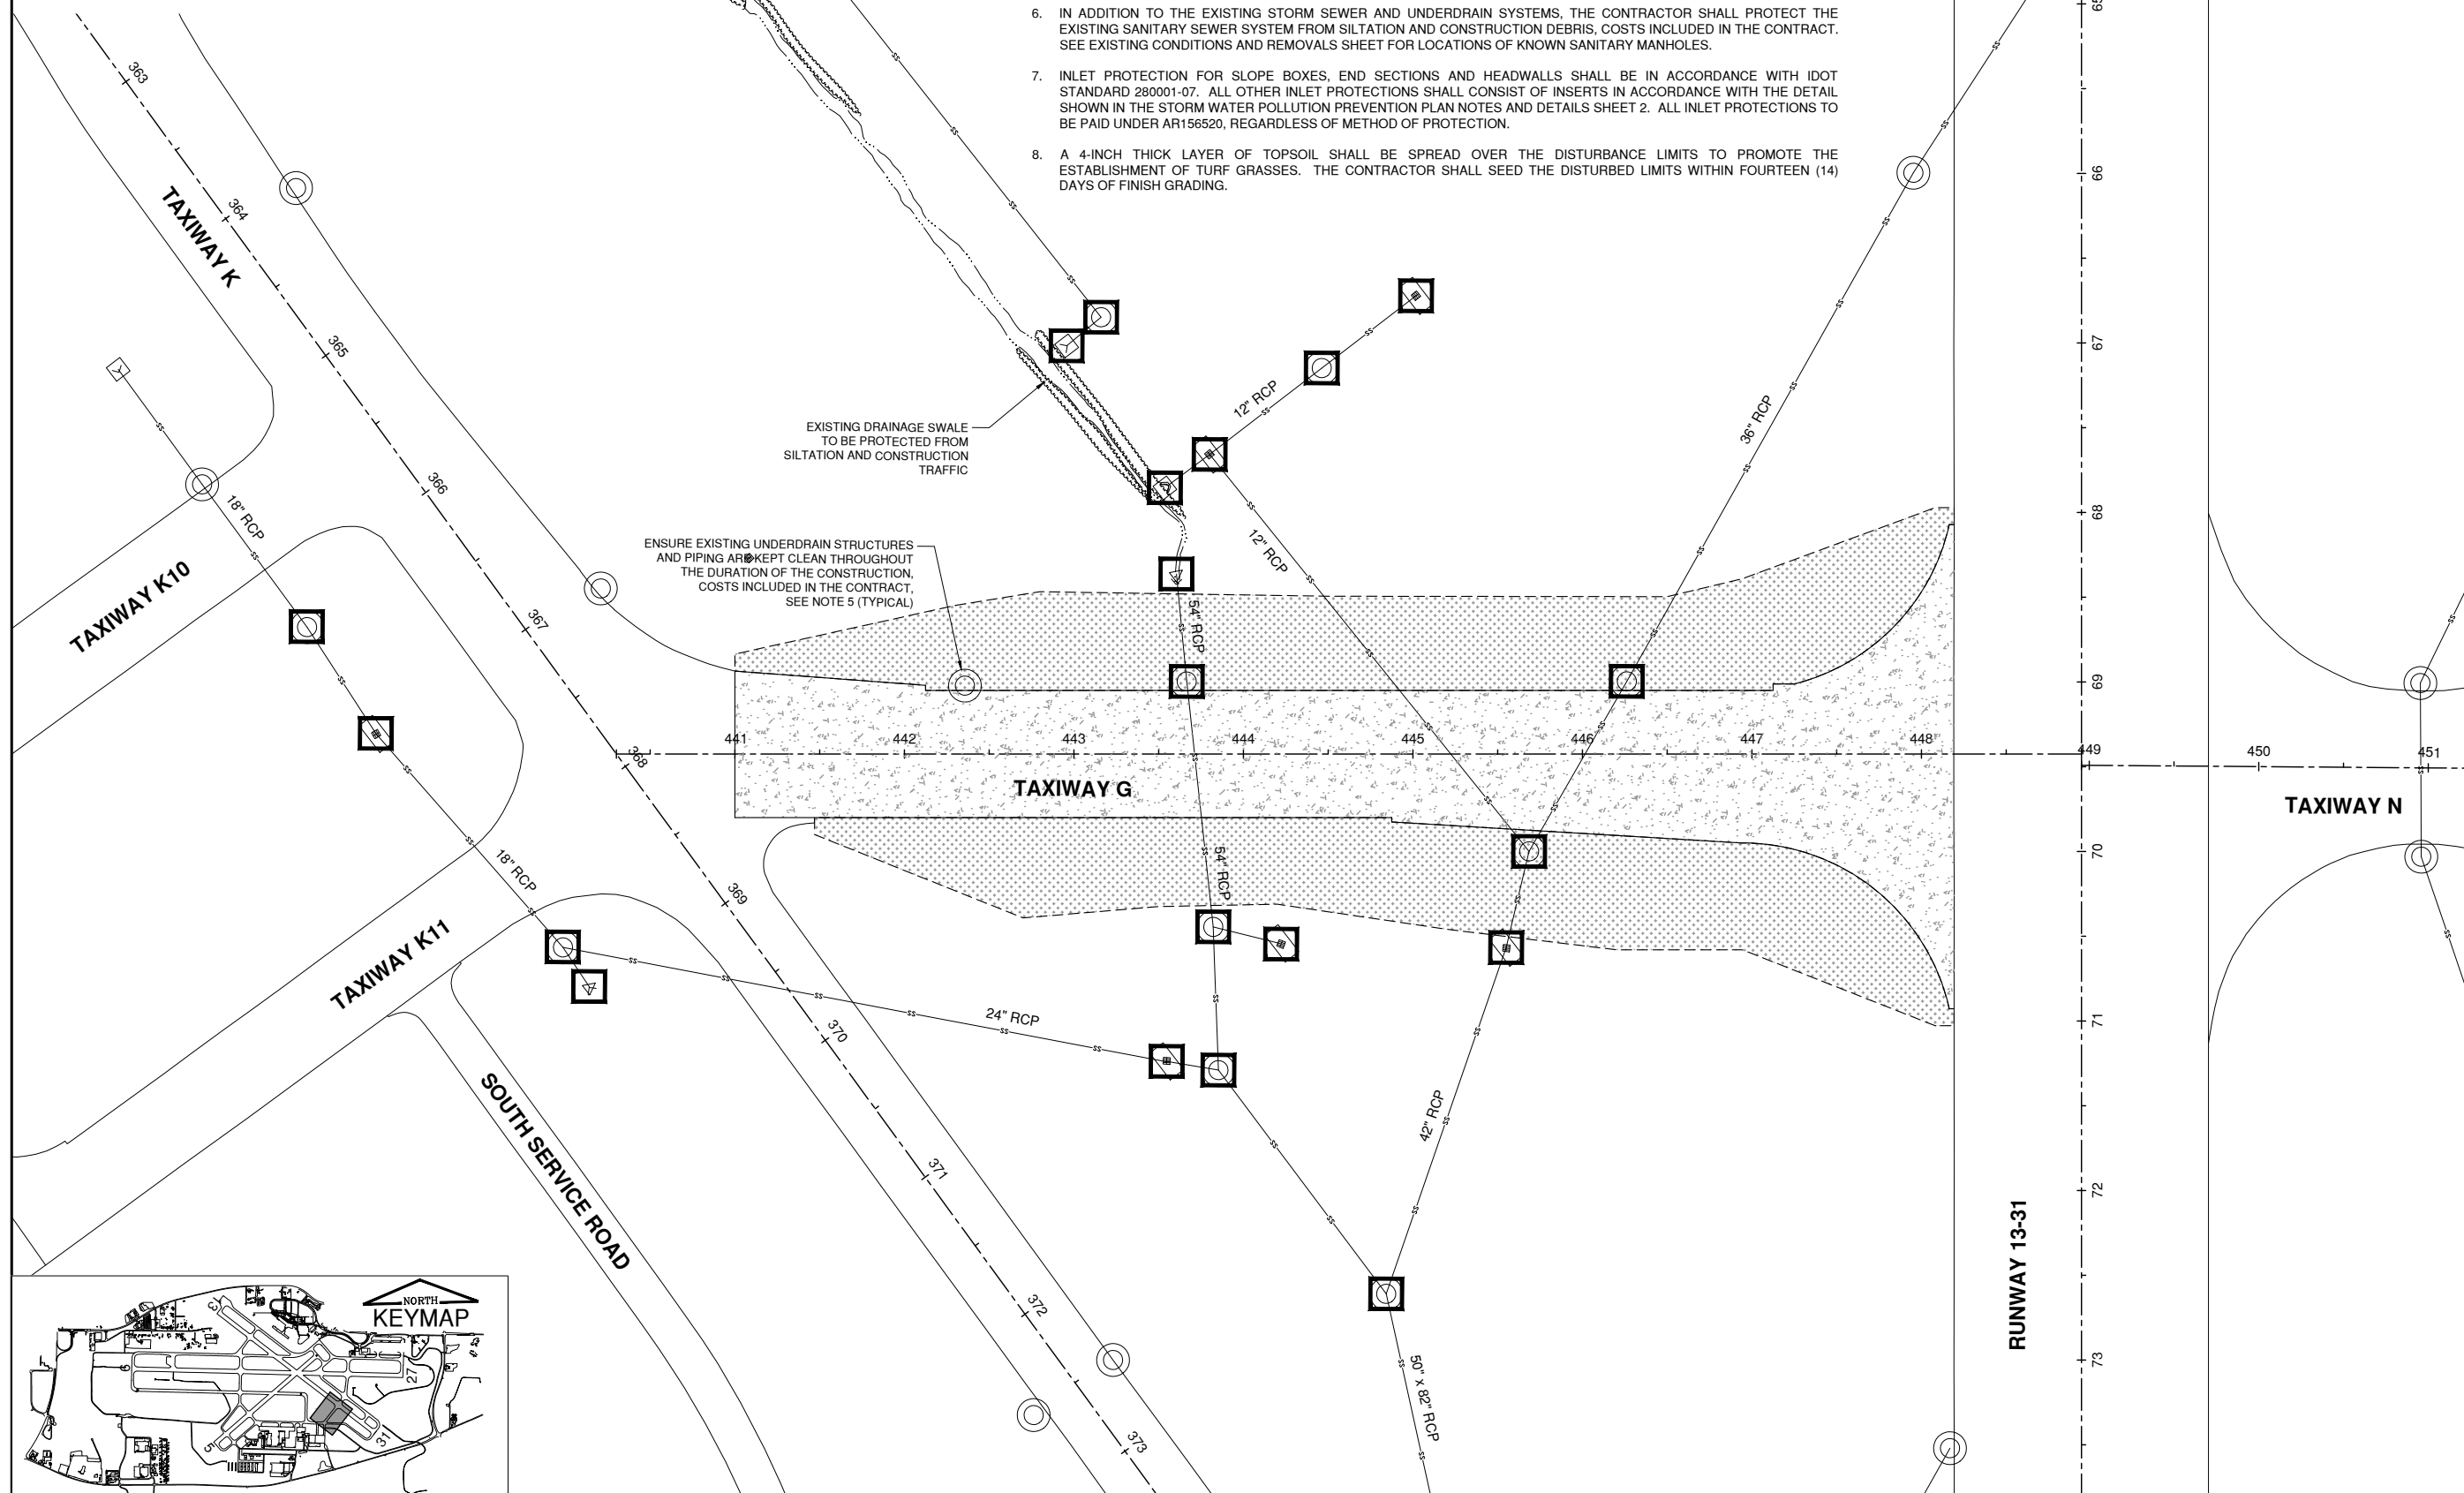 6. IN ADDITION TO THE EXISTING STORM SEWER AND UNDERDRAIN SYSTEMS, THE CONTRACTOR SHALL PROTECT THE
EXISTING SANITARY SEWER SYSTEM FROM SILTATION AND CONSTRUCTION DEBRIS, COSTS INCLUDED IN THE CONTRACT.
SEE EXISTING CONDITIONS AND REMOVALS SHEET FOR LOCATIONS OF KNOWN SANITARY MANHOLES.
7. INLET PROTECTION FOR SLOPE BOXES, END SECTIONS AND HEADWALLS SHALL BE IN ACCORDANCE WITH IDOT
STANDARD 280001-07. ALL OTHER INLET PROTECTIONS SHALL CONSIST OF INSERTS IN ACCORDANCE WITH THE DETAIL
SHOWN IN THE STORM WATER POLLUTION PREVENTION PLAN NOTES AND DETAILS SHEET 2. ALL INLET PROTECTIONS TO
BE PAID UNDER AR156520, REGARDLESS OF METHOD OF PROTECTION.
8. A 4-INCH THICK LAYER OF TOPSOIL SHALL BE SPREAD OVER THE DISTURBANCE LIMITS TO PROMOTE THE
ESTABLISHMENT OF TURF GRASSES. THE CONTRACTOR SHALL SEED THE DISTURBED LIMITS WITHIN FOURTEEN (14)
DAYS OF FINISH GRADING.
363
364
365
366
367
368
369
370
371
372
373
TAXIWAY K
TAXIWAY K10
TAXIWAY K11
SOUTH SERVICE ROAD
18" RCP
18" RCP
24" RCP
EXISTING DRAINAGE SWALE
TO BE PROTECTED FROM
SILTATION AND CONSTRUCTION
TRAFFIC
ENSURE EXISTING UNDERDRAIN STRUCTURES
AND PIPING ARE KEPT CLEAN THROUGHOUT
THE DURATION OF THE CONSTRUCTION,
COSTS INCLUDED IN THE CONTRACT,
SEE NOTE 5 (TYPICAL)
12" RCP
12" RCP
36" RCP
54" RCP
54" RCP
42" RCP
50" x 82" RCP
441
442
443
444
445
446
447
448
449
450
451
TAXIWAY G
TAXIWAY N
65
66
67
68
69
70
71
72
73
RUNWAY 13-31
NORTH
KEYMAP
13
9
27
5
31